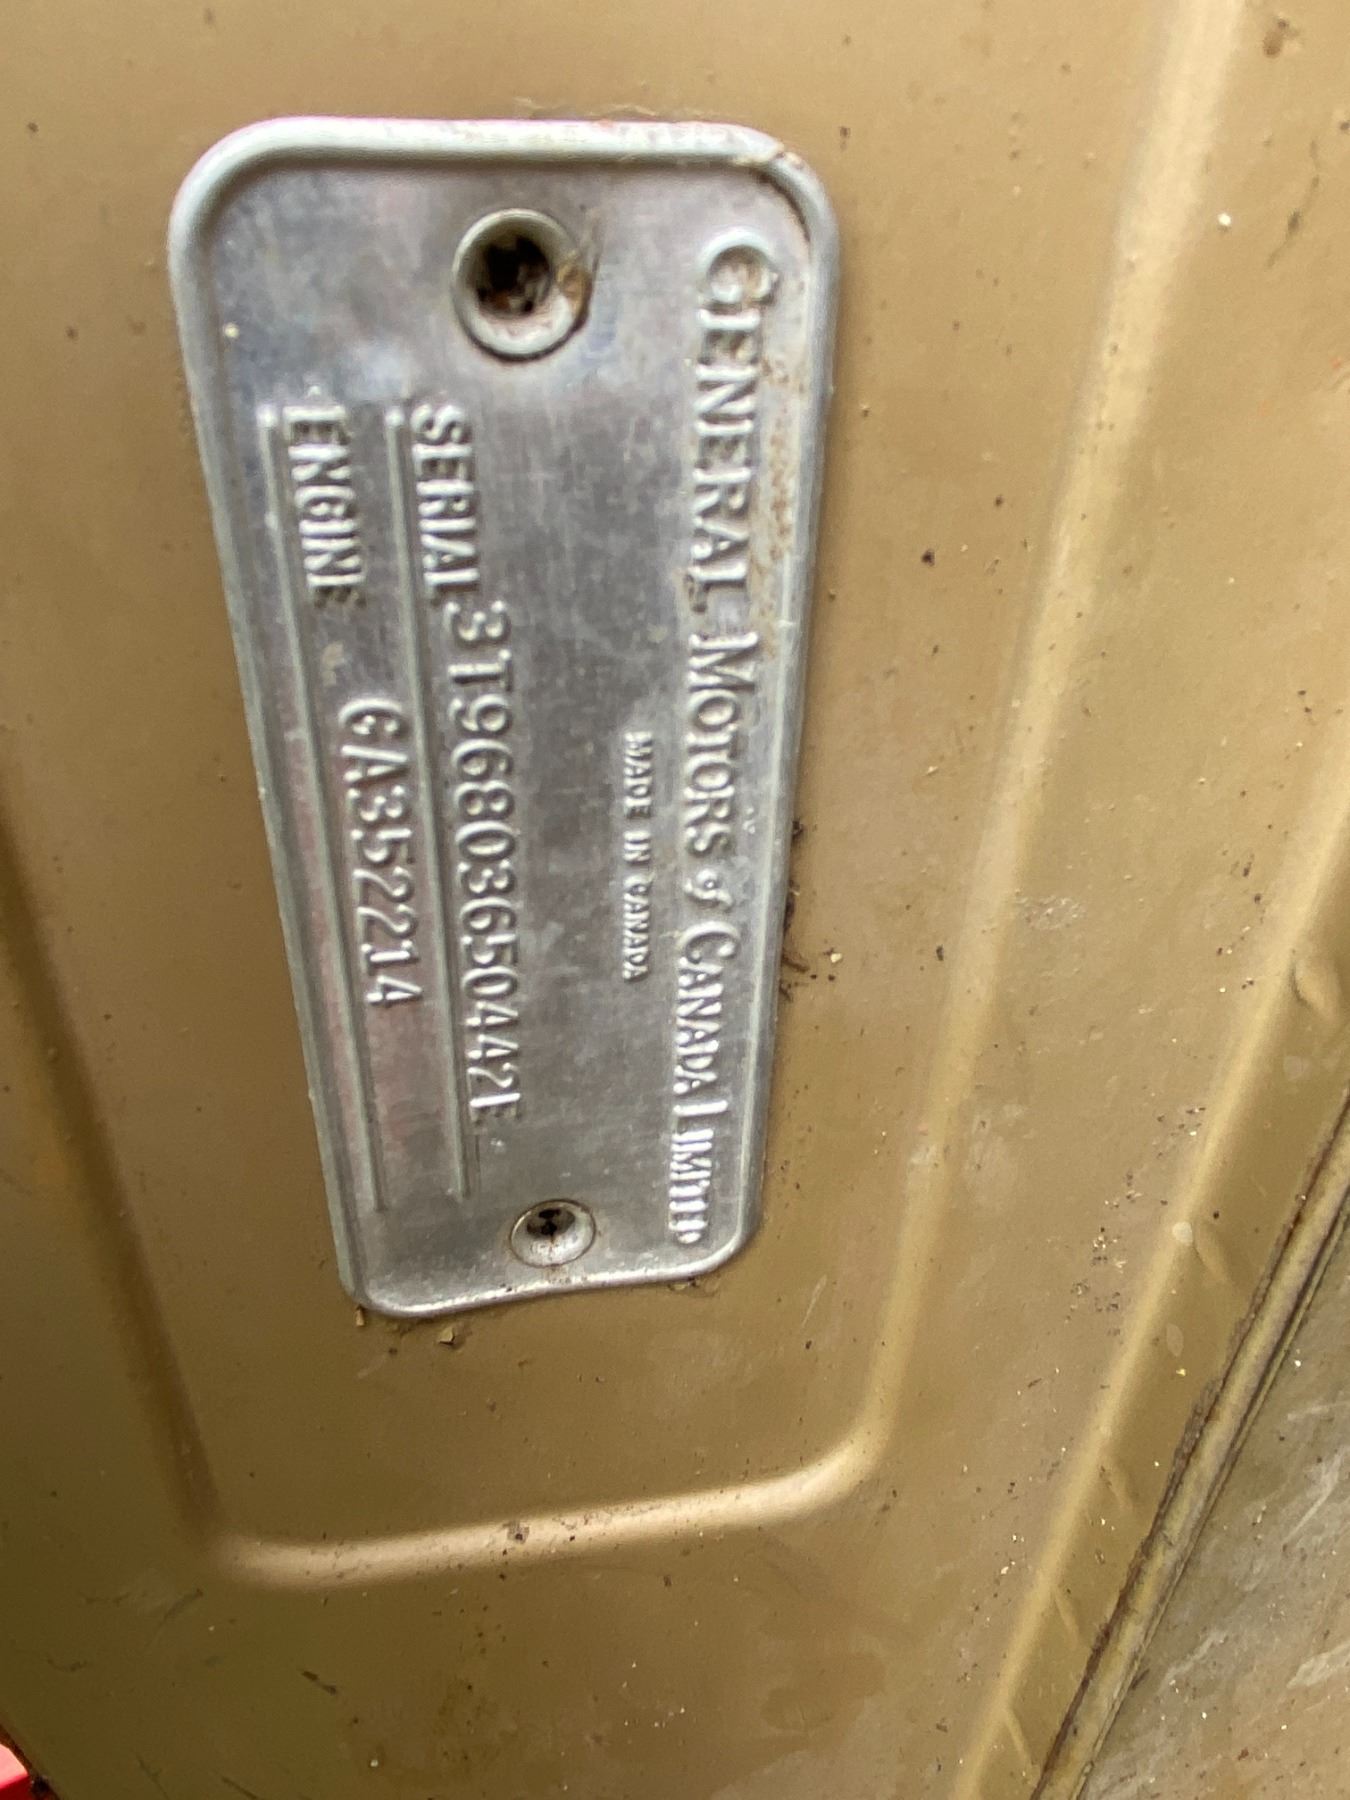 GENERAL MOTORS of CANADA LIMITED
MADE IN CANADA
SERIAL 3T96803650442E
ENGINE GA352214